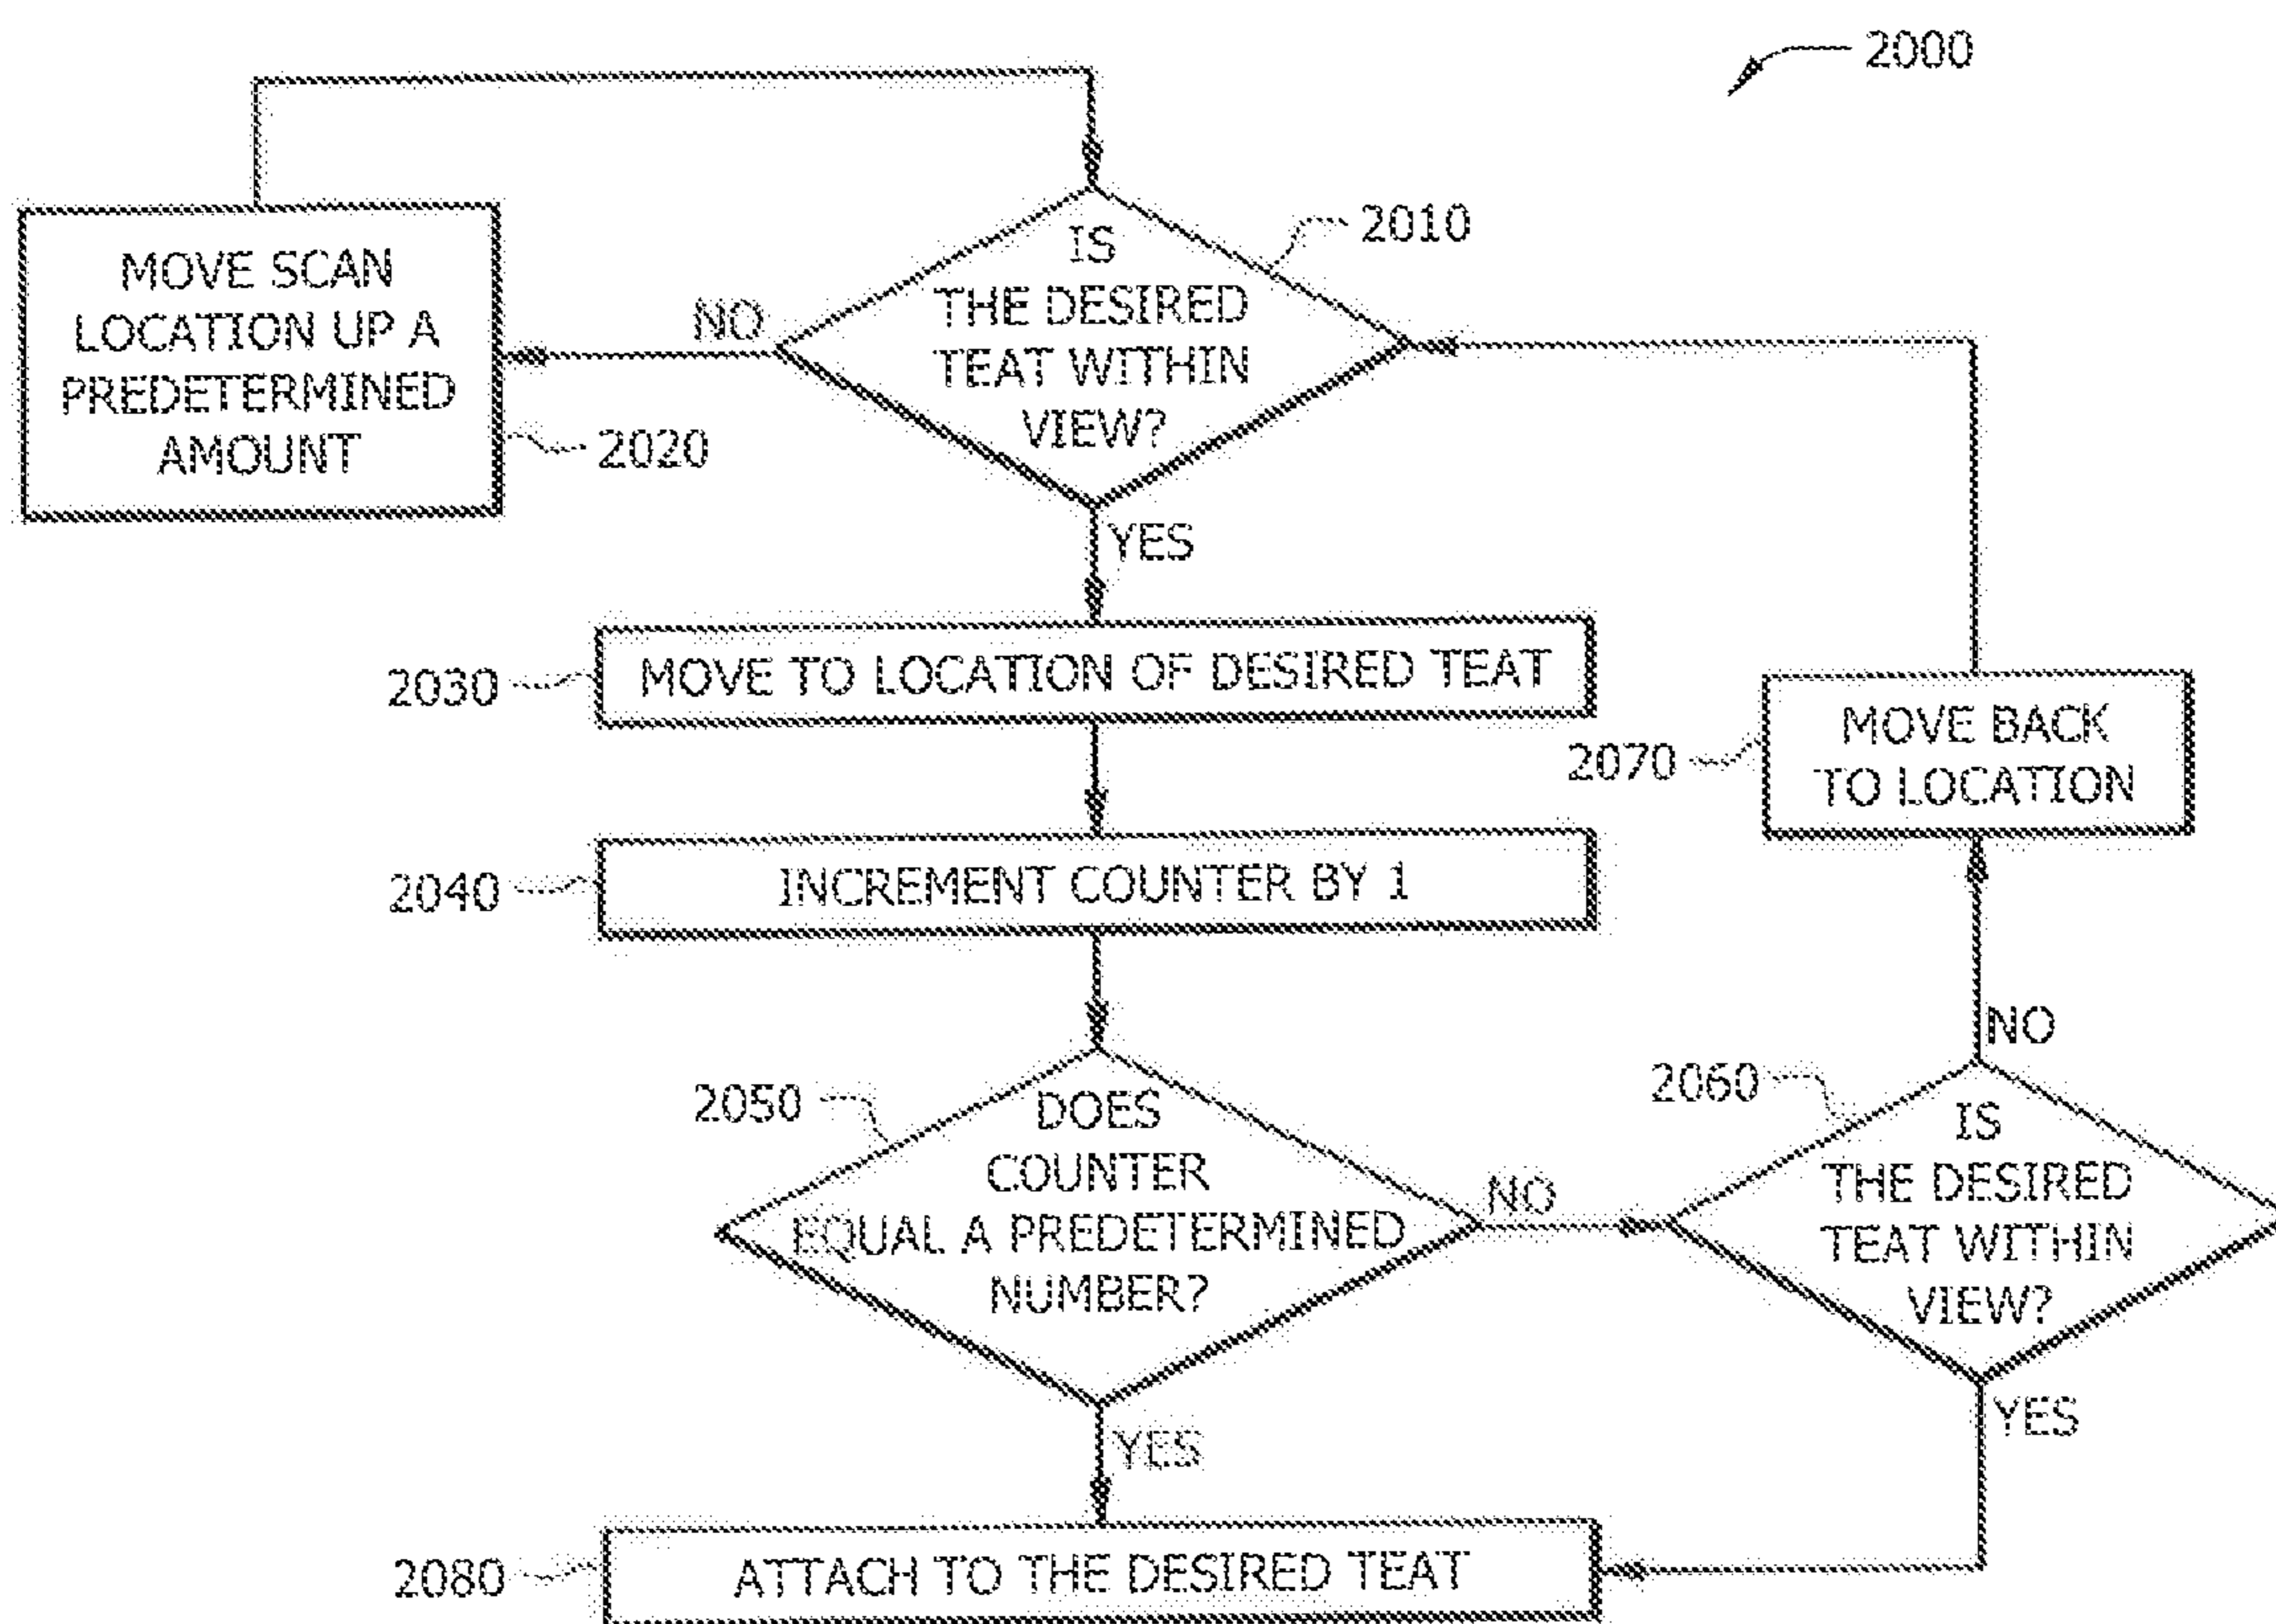 2000
IS
THE DESIRED
TEAT WITHIN
VIEW?
2010
NO
MOVE SCAN
LOCATION UP A
PREDETERMINED
AMOUNT
2020
YES
2030
MOVE TO LOCATION OF DESIRED TEAT
2070
MOVE BACK
TO LOCATION
2040
INCREMENT COUNTER BY 1
2050
DOES
COUNTER
EQUAL A PREDETERMINED
NUMBER?
NO
2060
IS
THE DESIRED
TEAT WITHIN
VIEW?
NO
YES
YES
2080
ATTACH TO THE DESIRED TEAT